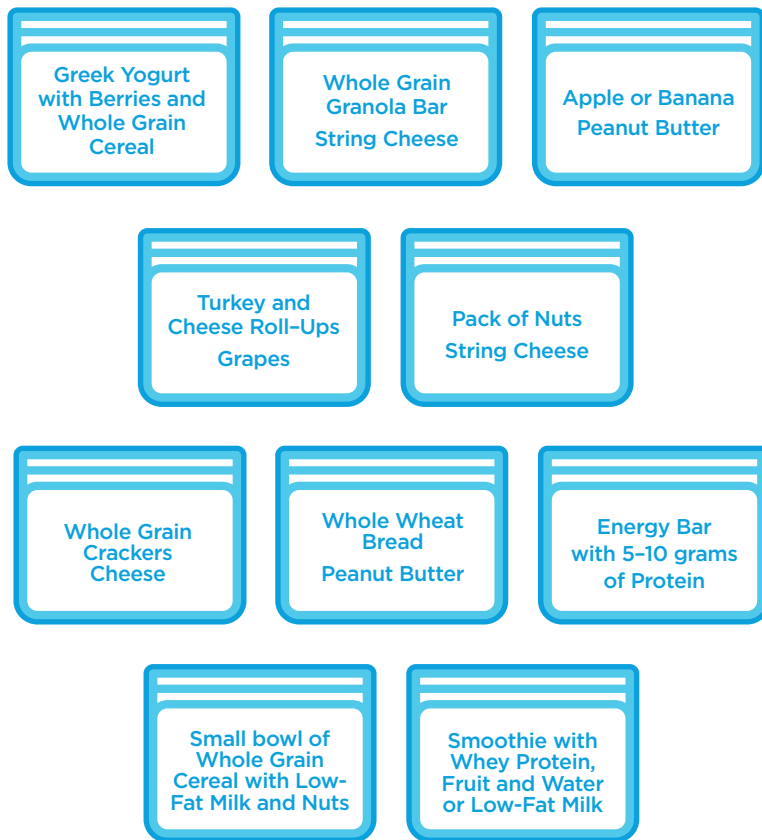 Greek Yogurt
with Berries and
Whole Grain
Cereal
Whole Grain
Granola Bar
String Cheese
Apple or Banana
Peanut Butter
Turkey and
Cheese Roll–Ups
Grapes
Pack of Nuts
String Cheese
Whole Grain
Crackers
Cheese
Whole Wheat
Bread
Peanut Butter
Energy Bar
with 5–10 grams
of Protein
Small bowl of
Whole Grain
Cereal with Low-
Fat Milk and Nuts
Smoothie with
Whey Protein,
Fruit and Water
or Low-Fat Milk